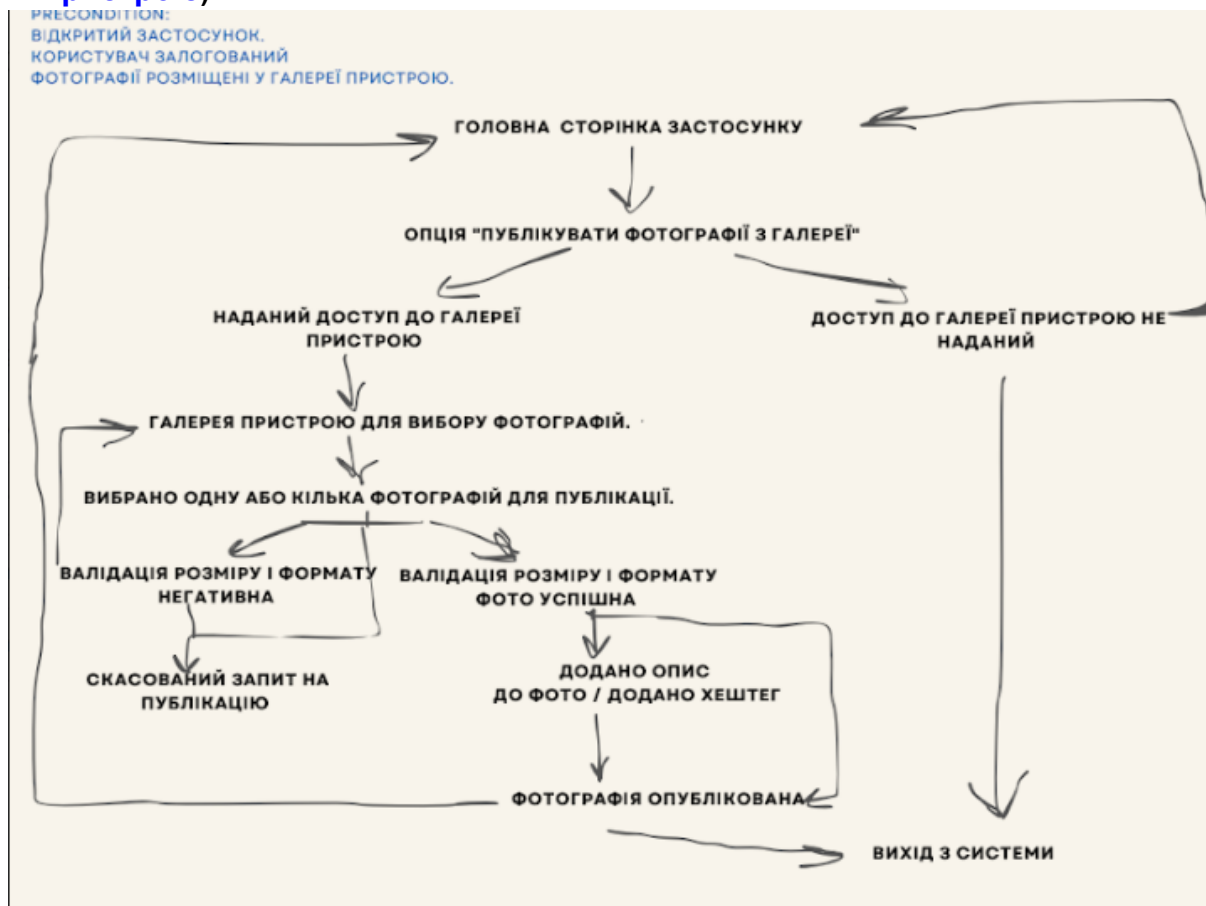 PRECONDITION:
ВІДКРИТИЙ ЗАСТОСУНОК.
КОРИСТУВАЧ ЗАЛОГОВАНИЙ
ФОТОГРАФІЇ РОЗМІЩЕНІ У ГАЛЕРЕЇ ПРИСТРОЮ.
ГОЛОВНА СТОРІНКА ЗАСТОСУНКУ
ОПЦІЯ "ПУБЛІКУВАТИ ФОТОГРАФІЇ З ГАЛЕРЕЇ"
НАДАНИЙ ДОСТУП ДО ГАЛЕРЕЇ
ПРИСТРОЮ
ДОСТУП ДО ГАЛЕРЕЇ ПРИСТРОЮ НЕ
НАДАНИЙ
ГАЛЕРЕЯ ПРИСТРОЮ ДЛЯ ВИБОРУ ФОТОГРАФІЙ.
ВИБРАНО ОДНУ АБО КІЛЬКА ФОТОГРАФІЙ ДЛЯ ПУБЛІКАЦІЇ.
ВАЛІДАЦІЯ РОЗМІРУ І ФОРМАТУ
НЕГАТИВНА
ВАЛІДАЦІЯ РОЗМІРУ І ФОРМАТУ
ФОТО УСПІШНА
СКАСОВАНИЙ ЗАПИТ НА
ПУБЛІКАЦІЮ
ДОДАНО ОПИС
ДО ФОТО / ДОДАНО ХЕШТЕГ
ФОТОГРАФІЯ ОПУБЛІКОВАНА
ВИХІД З СИСТЕМИ